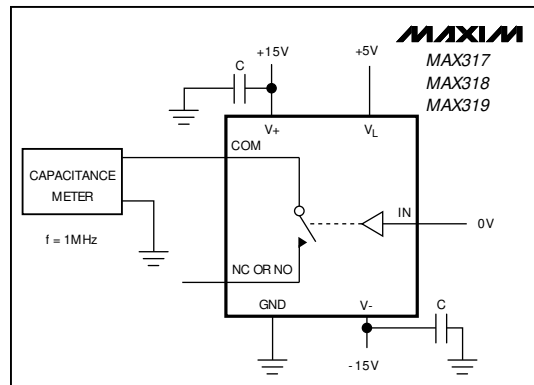 MAXIM
MAX317
MAX318
MAX319
+15V
+5V
C
V+
VL
COM
CAPACITANCE
METER
IN
0V
f = 1MHz
NC OR NO
GND
V-
C
-15V